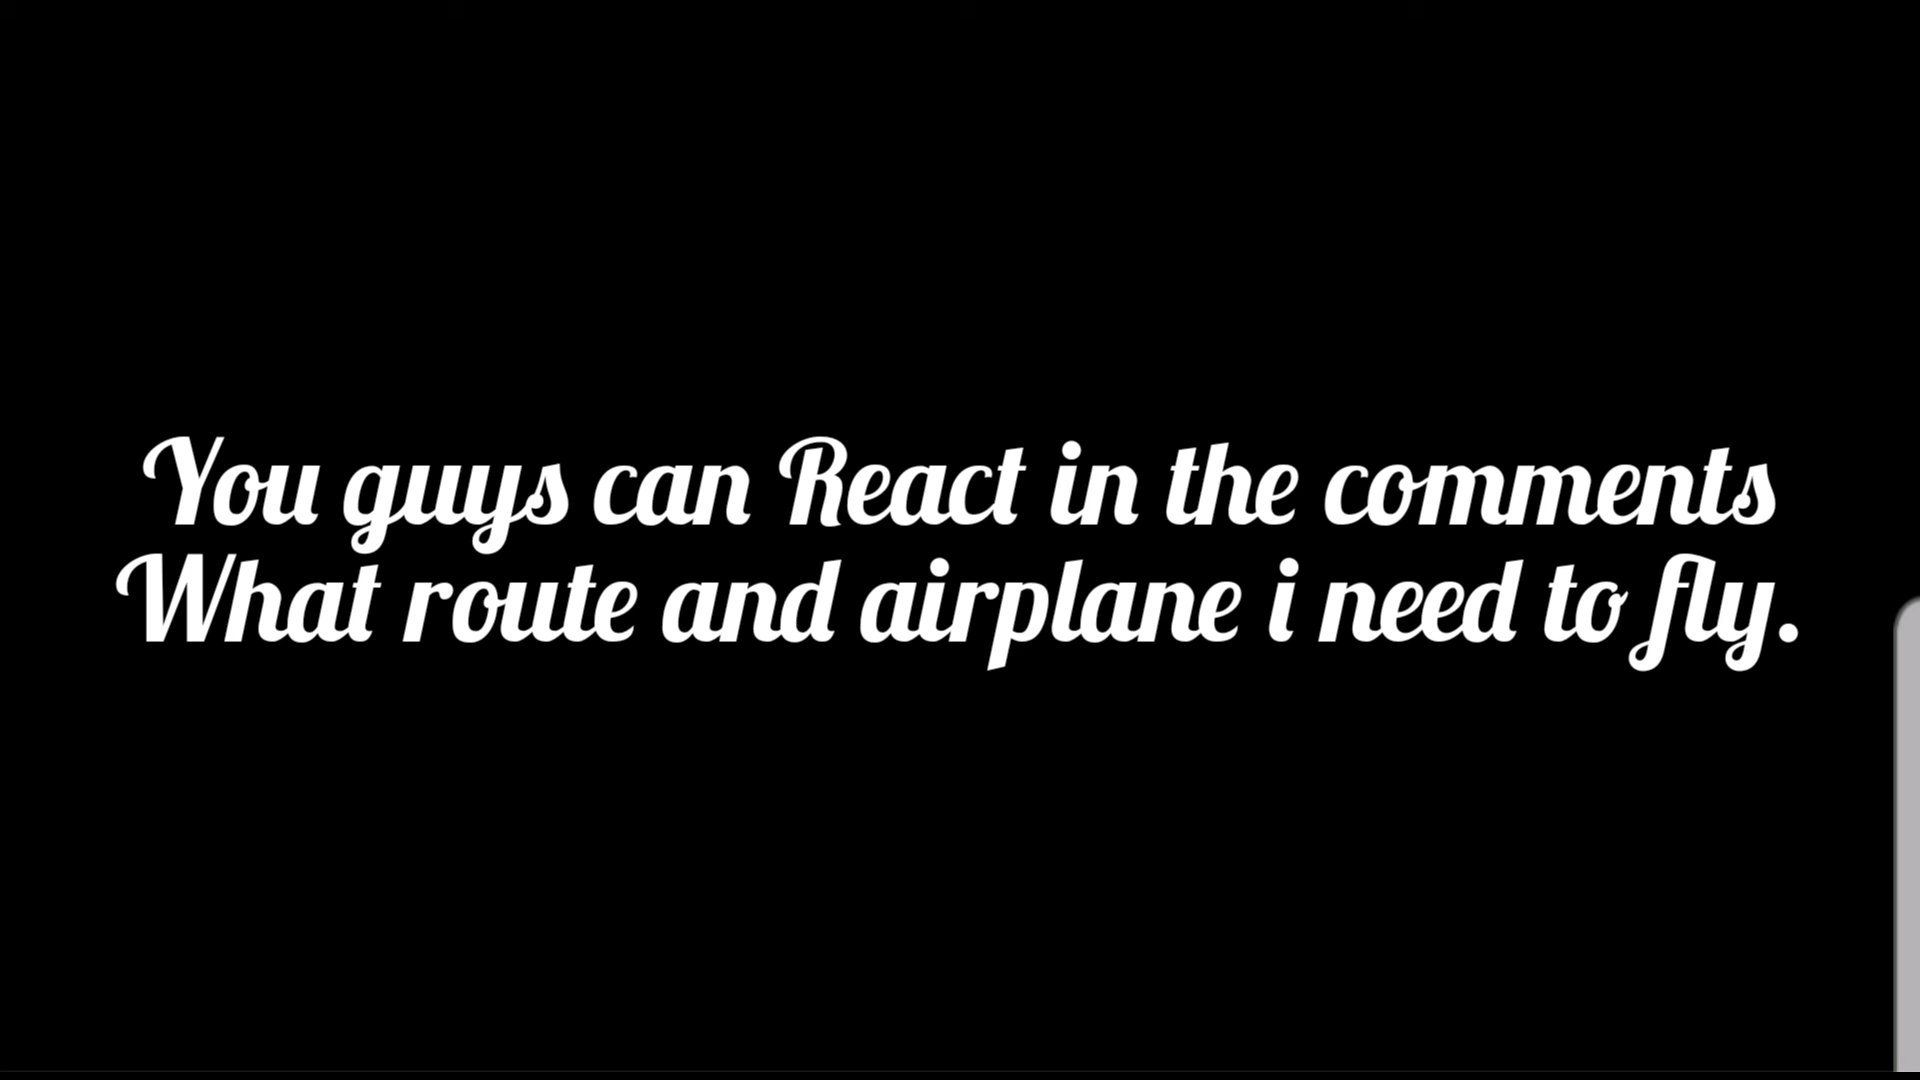 You guys can React in the comments
What route and airplane i need to fly.